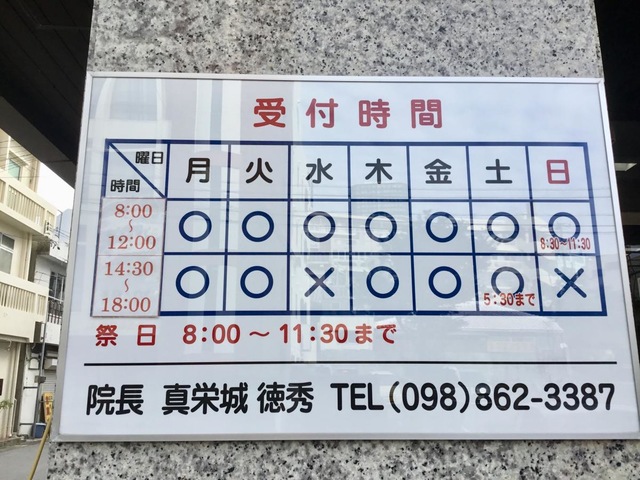 受付時間
曜日 月 火 水 木 金 土 日
時間
8:00 ○ ○ ○ ○ ○ ○ ○
〜
12:00 8:30~11:30
14:30 ○ ○ × ○ ○ ○ ×
〜
18:00 5:30まで
祭日 8:00 〜 11:30 まで
院長 真栄城 徳秀 TEL(098)862-3387